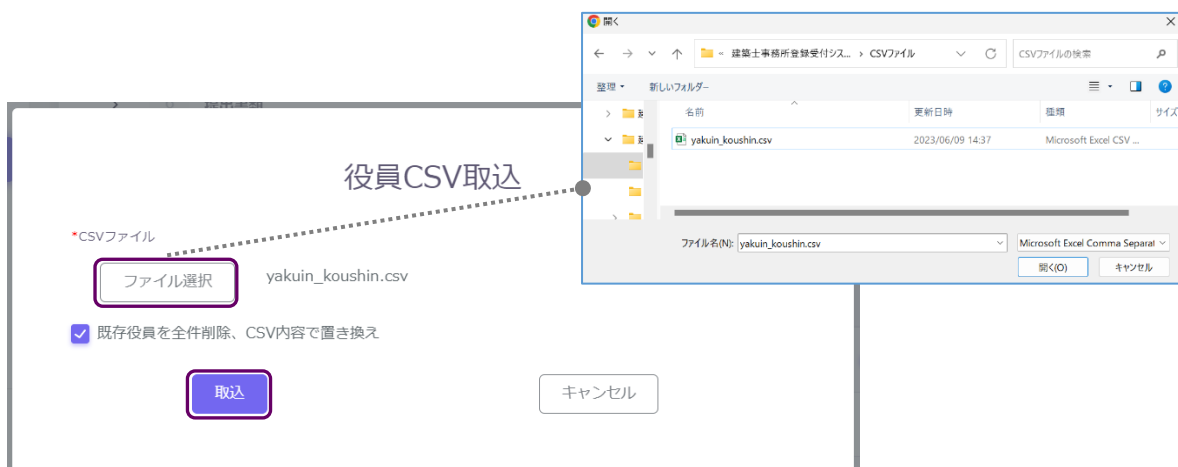 開く
« 建築士事務所登録受付シス... › CSVファイル
CSVファイルの検索
整理
新しいフォルダー
名前
更新日時
種類
サイズ
yakuin_koushin.csv
2023/06/09 14:37
Microsoft Excel CSV ...
ファイル名(N):
yakuin_koushin.csv
Microsoft Excel Comma Separat
開く(O)
キャンセル
役員CSV取込
*CSVファイル
ファイル選択
yakuin_koushin.csv
既存役員を全件削除、CSV内容で置き換え
取込
キャンセル